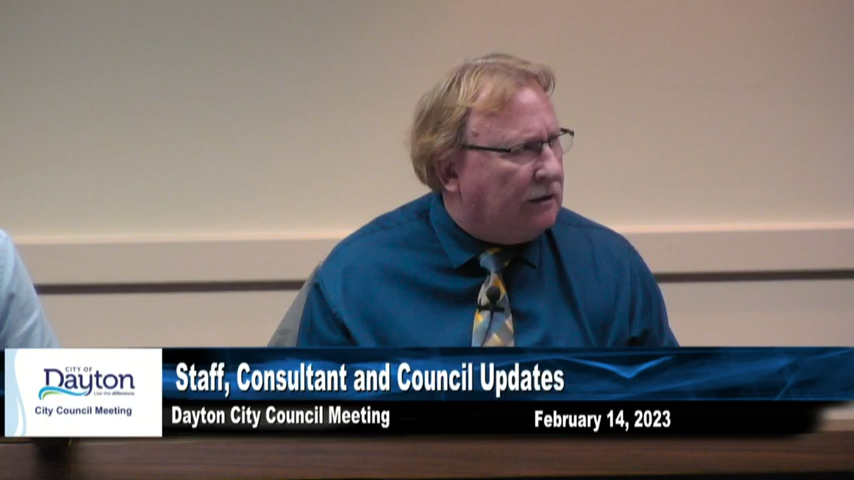 CITY OF
Dayton
City Council Meeting
Staff, Consultant and Council Updates
Dayton City Council Meeting
February 14, 2023